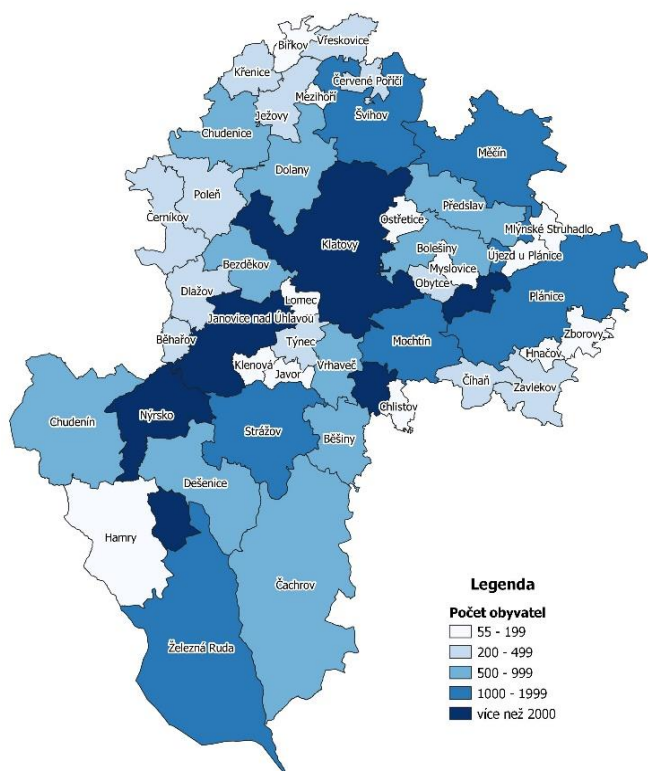 Biřkov
Vřeskovice
Křenice
Červené Poříčí
Mezihoří
Ježovy
Švihov
Chudenice
Měčín
Dolany
Poleň
Předslav
Černíkov
Ostřetice
Mlýnské Struhadlo
Klatovy
Bolešiny
Újezd u Plánice
Bezděkov
Myslovice
Obytce
Dlažov
Plánice
Lomec
Janovice nad Úhlavou
Zborovy
Běhařov
Týnec
Mochtín
Hnačov
Klenová
Vrhaveč
Javor
Číhaň
Zavlekov
Chlistov
Nýrsko
Chudenín
Strážov
Běšiny
Dešenice
Hamry
Čachrov
Železná Ruda
Legenda
Počet obyvatel
55 - 199
200 - 499
500 - 999
1000 - 1999
více než 2000